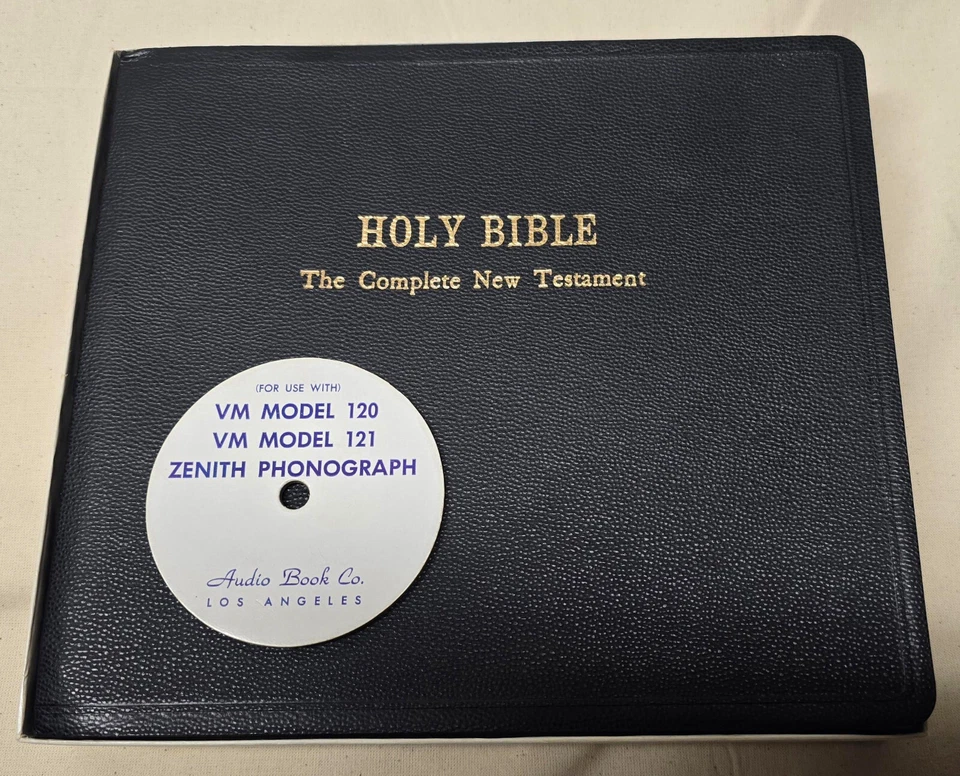 HOLY BIBLE
The Complete New Testament
(FOR USE WITH)
VM MODEL 120
VM MODEL 121
ZENITH PHONOGRAPH
Audio Book Co.
LOS ANGELES